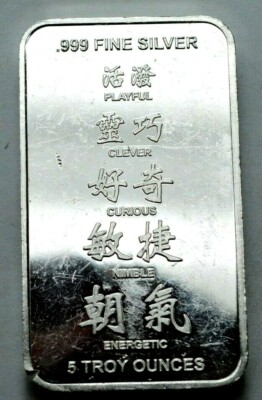 .999 FINE SILVER
活潑
PLAYFUL
靈巧
CLEVER
好奇
CURIOUS
敏捷
NIMBLE
朝氣
ENERGETIC
5 TROY OUNCES